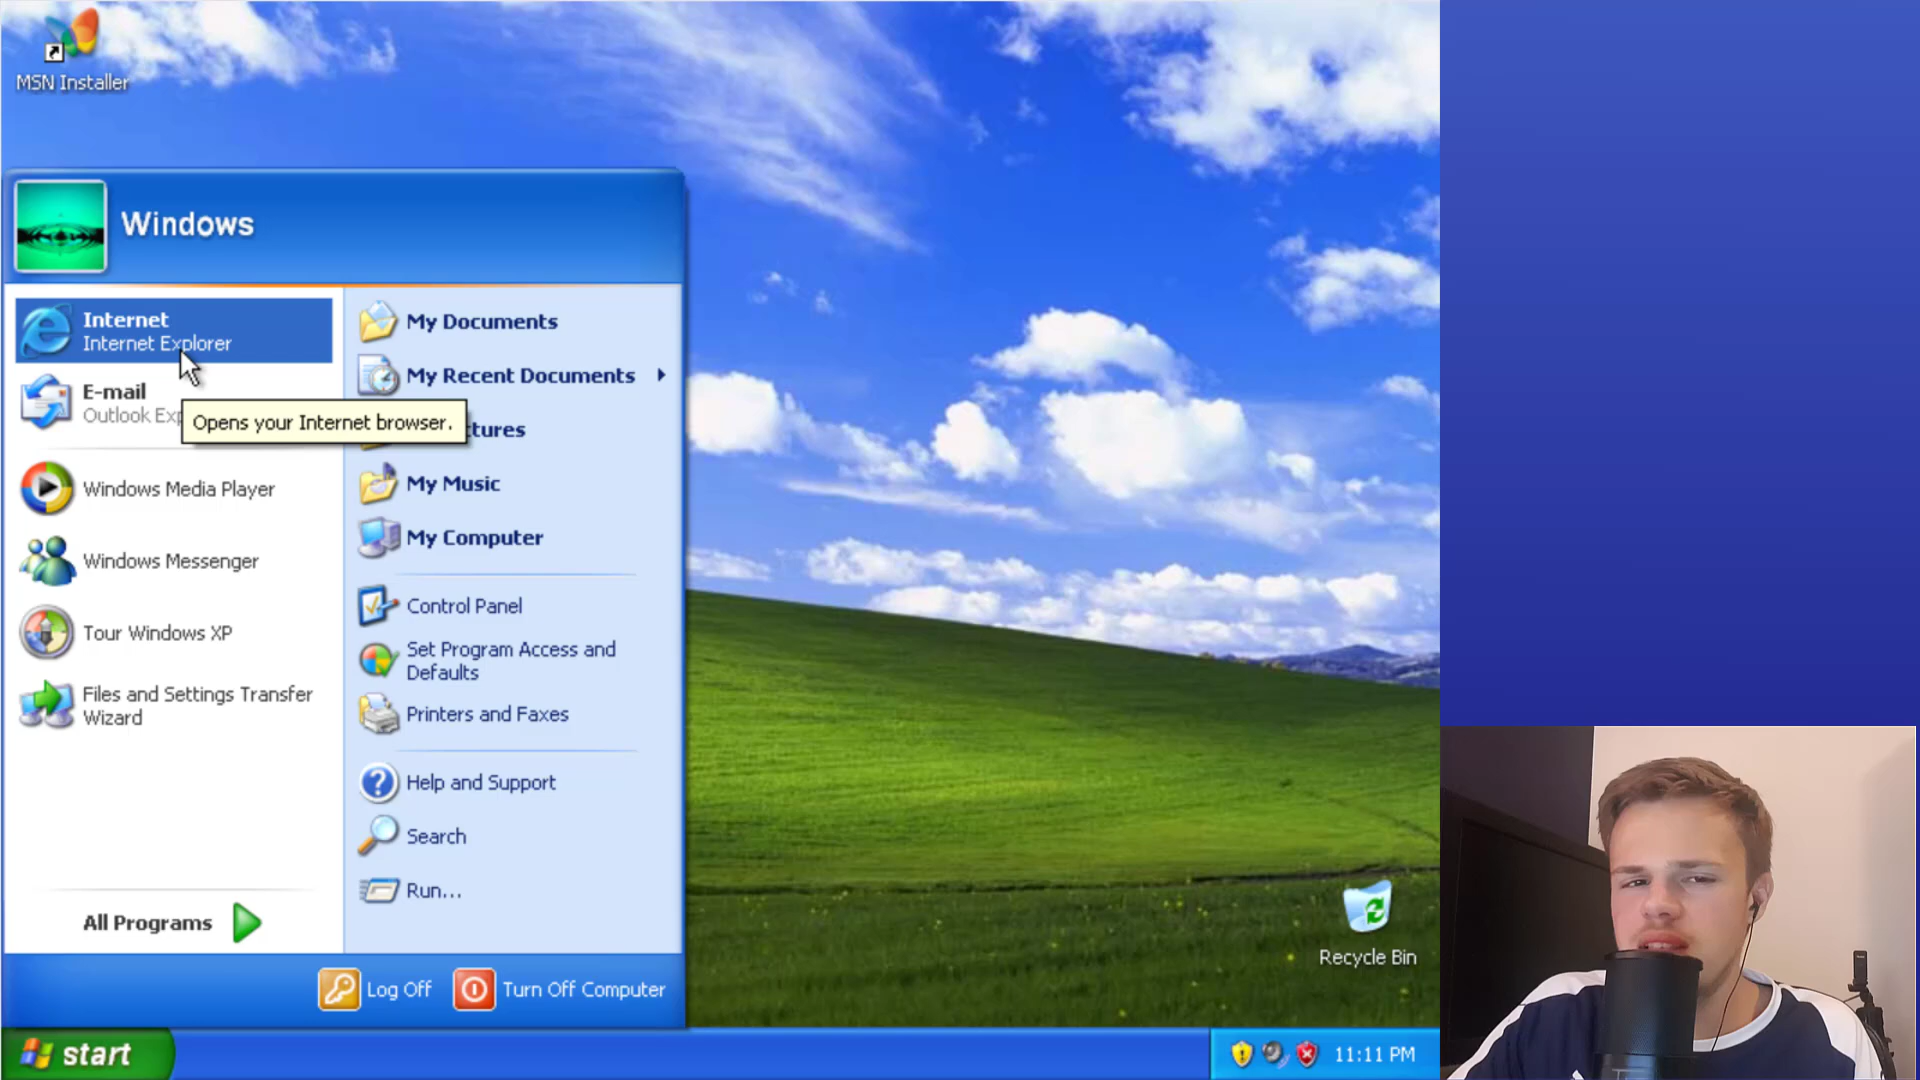 MSN Installer
Windows
Internet
Internet Explorer
E-mail
Outlook Exp
Opens your Internet browser.
Windows Media Player
Windows Messenger
Tour Windows XP
Files and Settings Transfer
Wizard
All Programs
My Documents
My Recent Documents
tures
My Music
My Computer
Control Panel
Set Program Access and
Defaults
Printers and Faxes
Help and Support
Search
Run...
Log Off
Turn Off Computer
Recycle Bin
start
11:11 PM